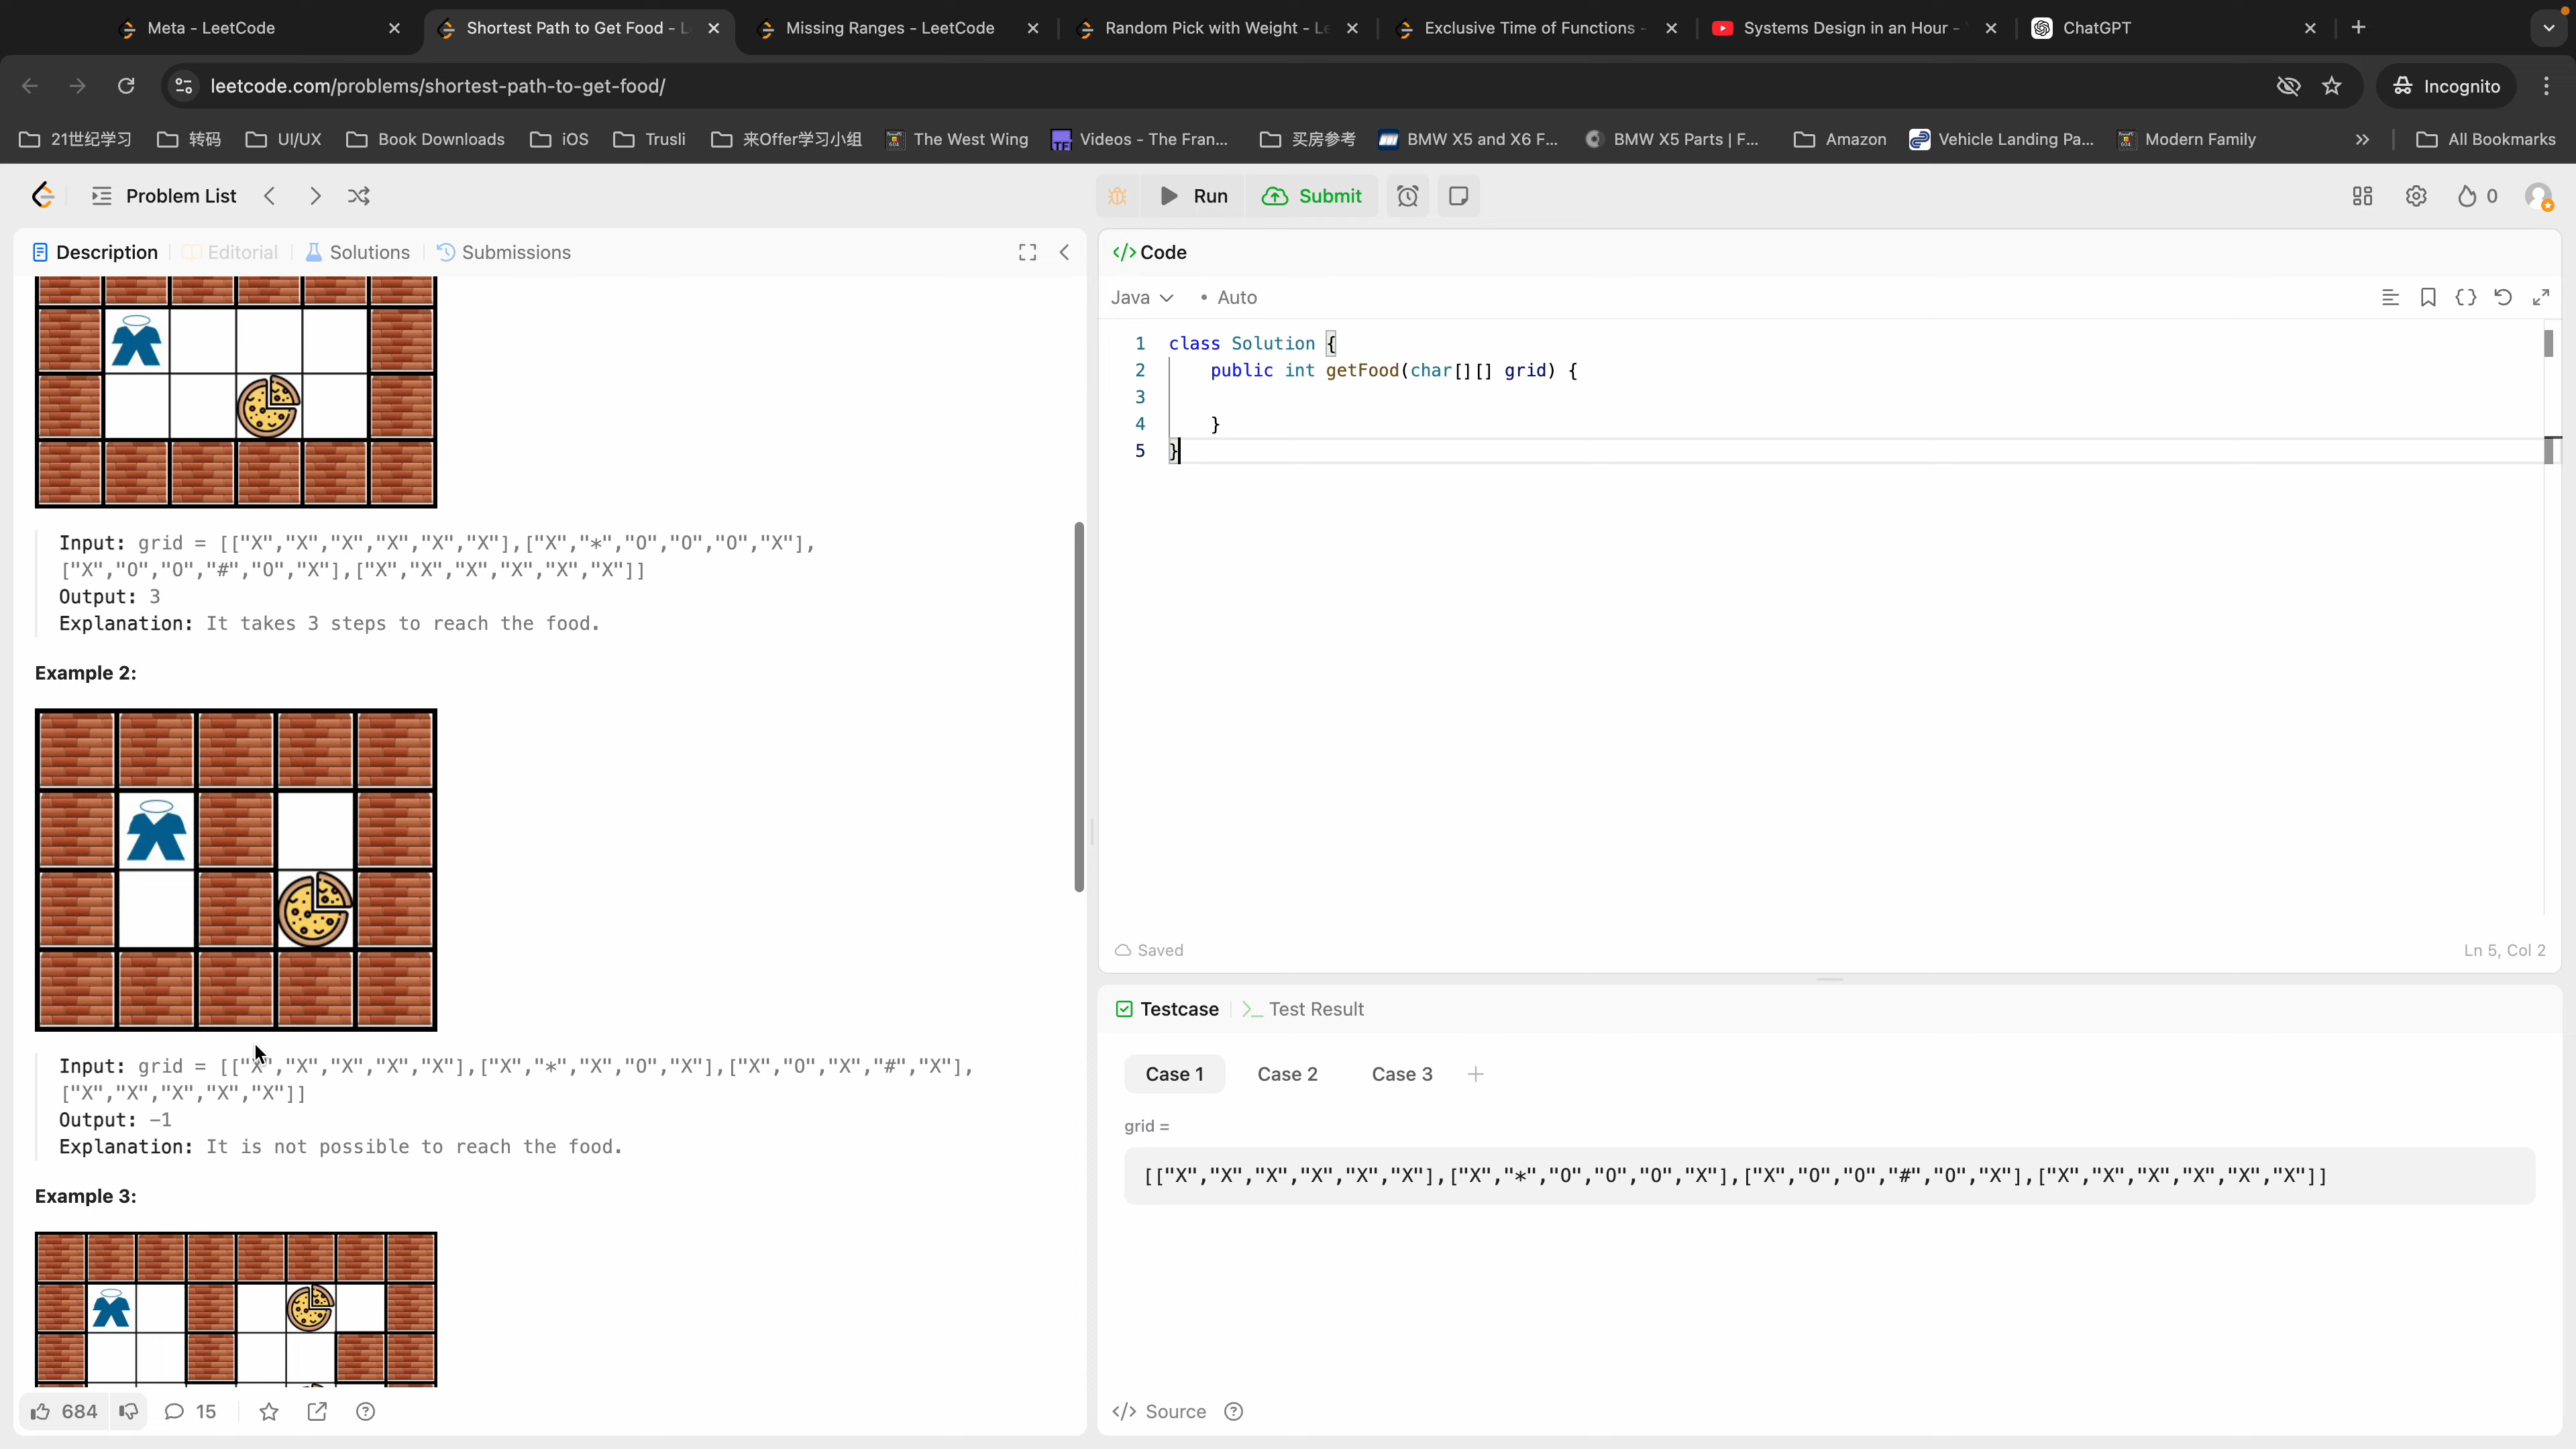 Meta - LeetCode
Shortest Path to Get Food - L
Missing Ranges - LeetCode
Random Pick with Weight - Le
Exclusive Time of Functions -
Systems Design in an Hour -
ChatGPT
leetcode.com/problems/shortest-path-to-get-food/
Incognito
21世纪学习
转码
UI/UX
Book Downloads
iOS
Trusli
来Offer学习小组
The West Wing
Videos - The Fran...
买房参考
BMW X5 and X6 F...
BMW X5 Parts | F...
Amazon
Vehicle Landing Pa...
Modern Family
All Bookmarks
Problem List
Run
Submit
0
Description
Editorial
Solutions
Submissions
Input: grid = [["X","X","X","X","X","X"],["X","*","O","O","O","X"],
["X","O","O","#","O","X"],["X","X","X","X","X","X"]]
Output: 3
Explanation: It takes 3 steps to reach the food.
Example 2:
Input: grid = [["X","X","X","X","X"],["X","*","X","O","X"],["X","O","X","#","X"],
["X","X","X","X","X"]]
Output: -1
Explanation: It is not possible to reach the food.
Example 3:
684
15
</> Code
Java
• Auto
1 class Solution {
2 public int getFood(char[][] grid) {
3
4 }
5 }
Saved
Ln 5, Col 2
Testcase
Test Result
Case 1
Case 2
Case 3
grid =
[["X","X","X","X","X","X"],["X","*","O","O","O","X"],["X","O","O","#","O","X"],["X","X","X","X","X","X"]]
</> Source